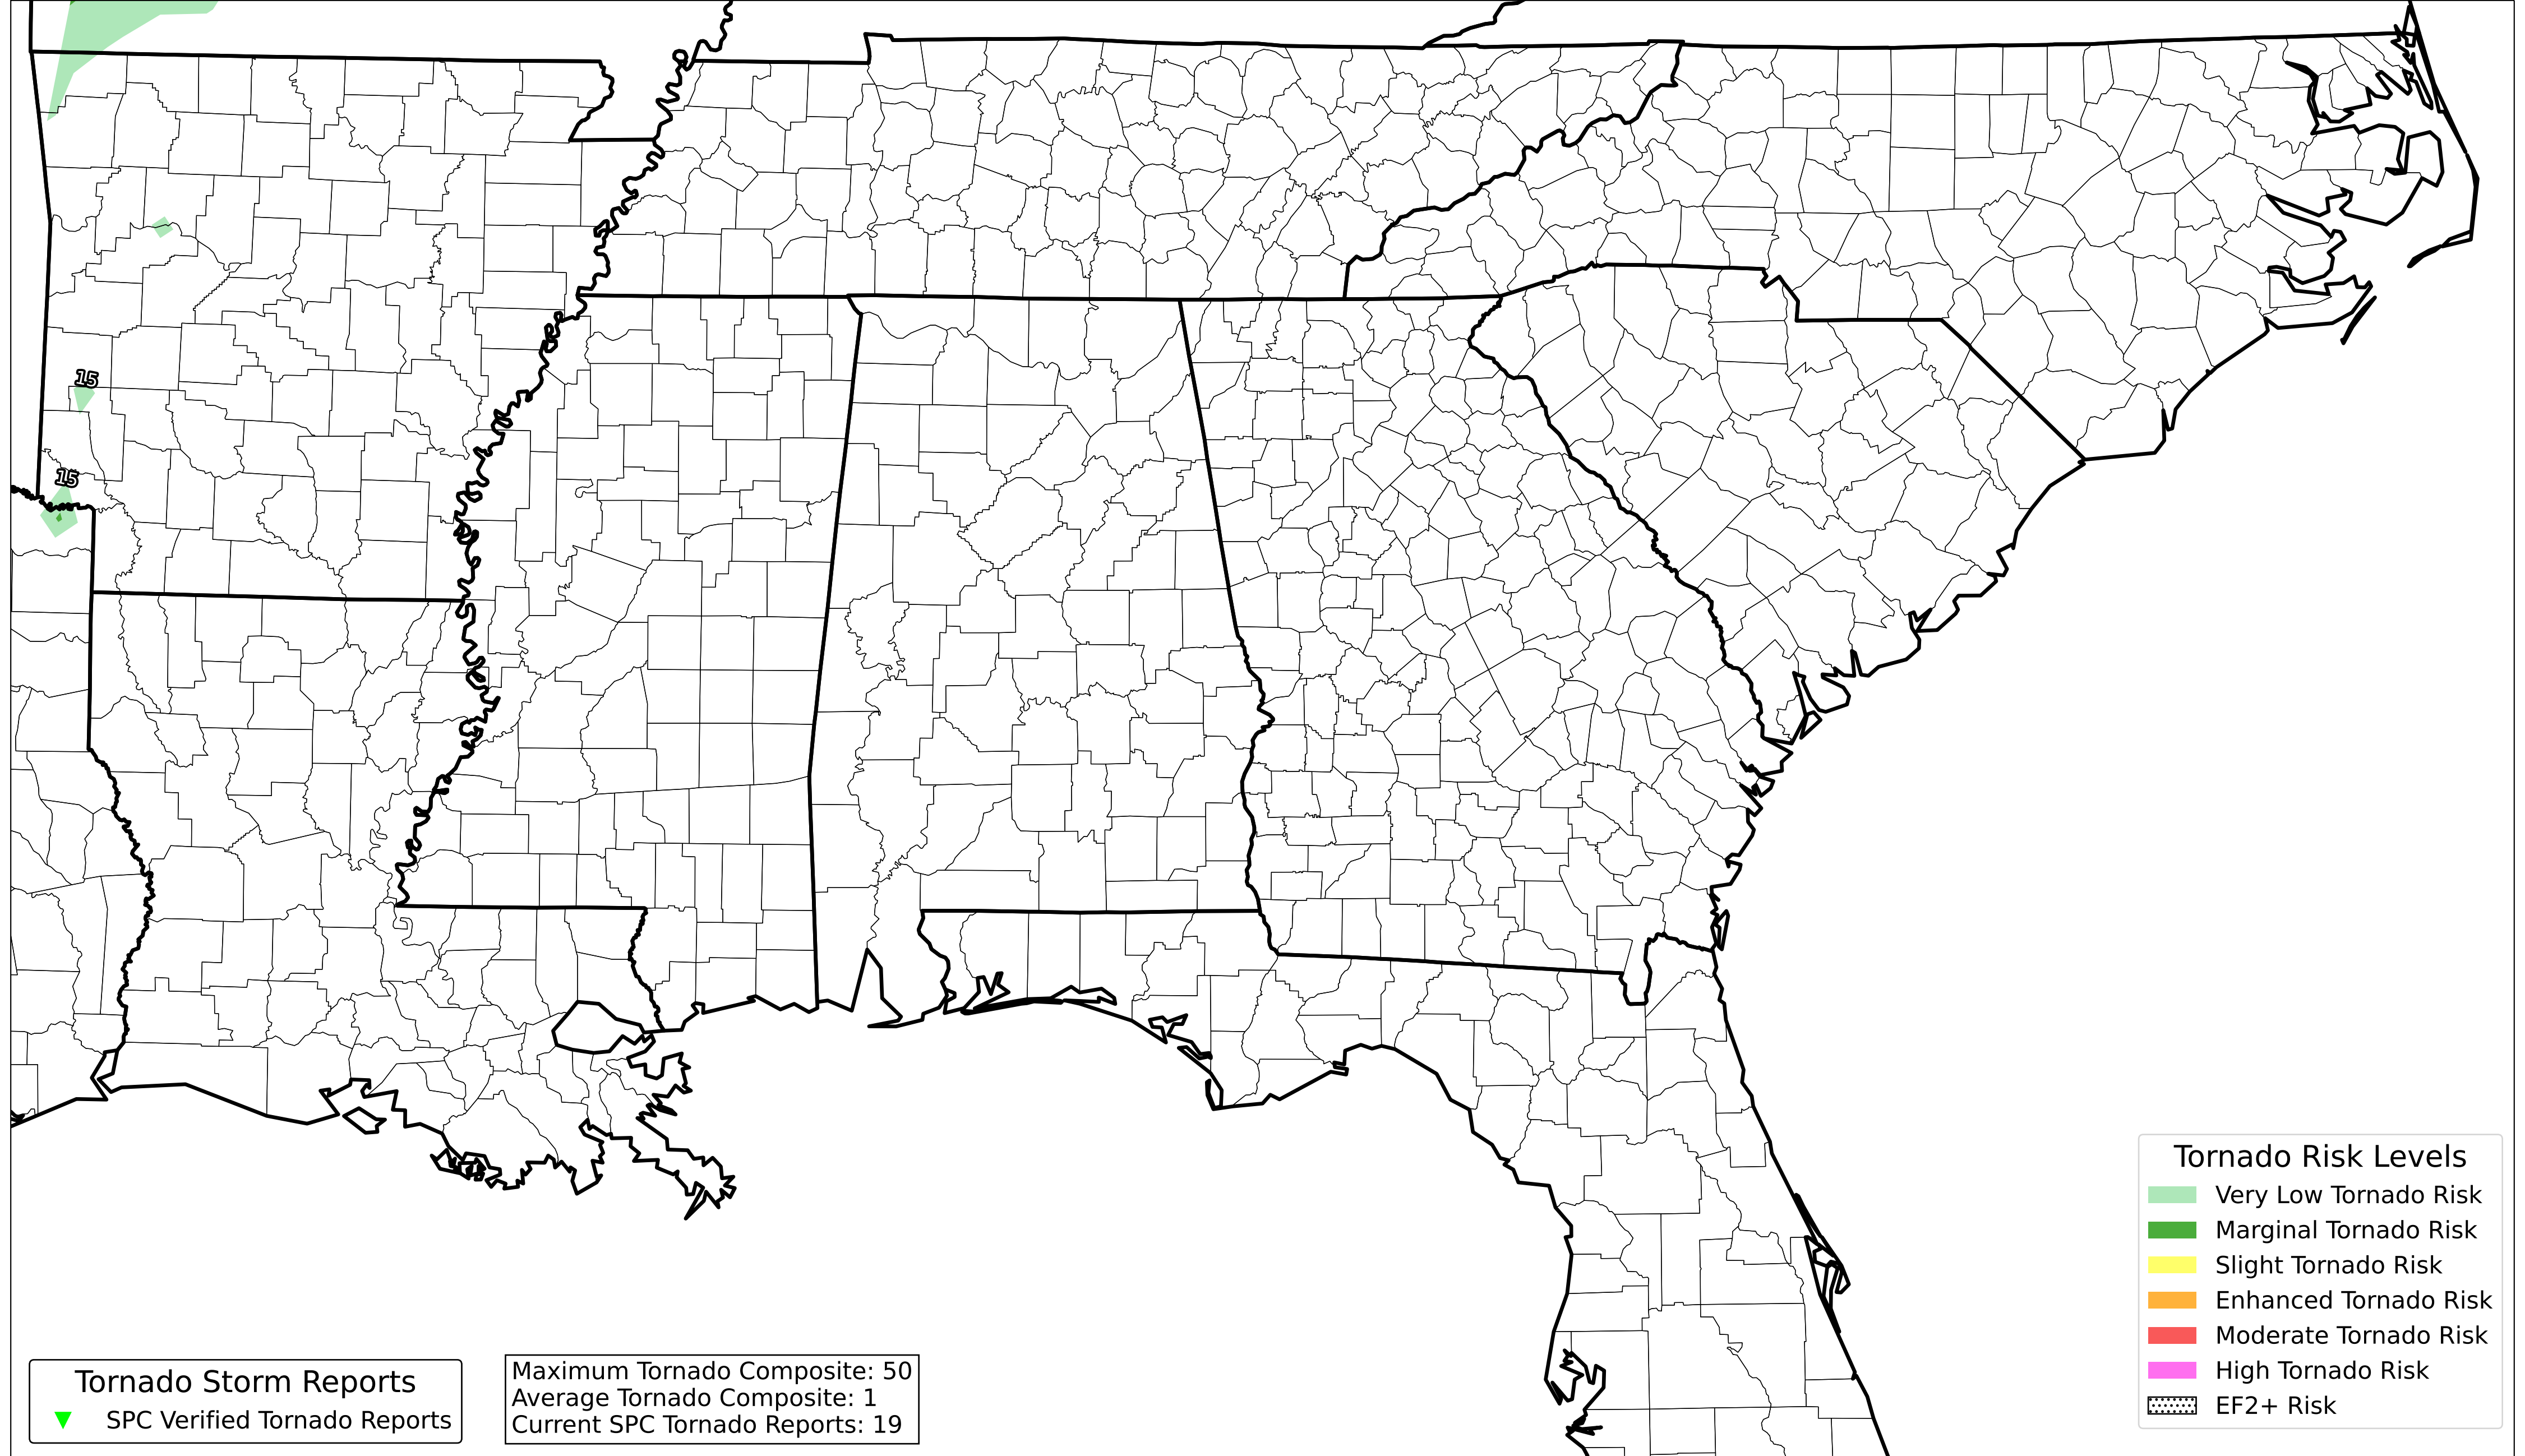 15
15
Tornado Risk Levels
Very Low Tornado Risk
Marginal Tornado Risk
Slight Tornado Risk
Enhanced Tornado Risk
Moderate Tornado Risk
High Tornado Risk
EF2+ Risk
Tornado Storm Reports
SPC Verified Tornado Reports
Maximum Tornado Composite: 50
Average Tornado Composite: 1
Current SPC Tornado Reports: 19